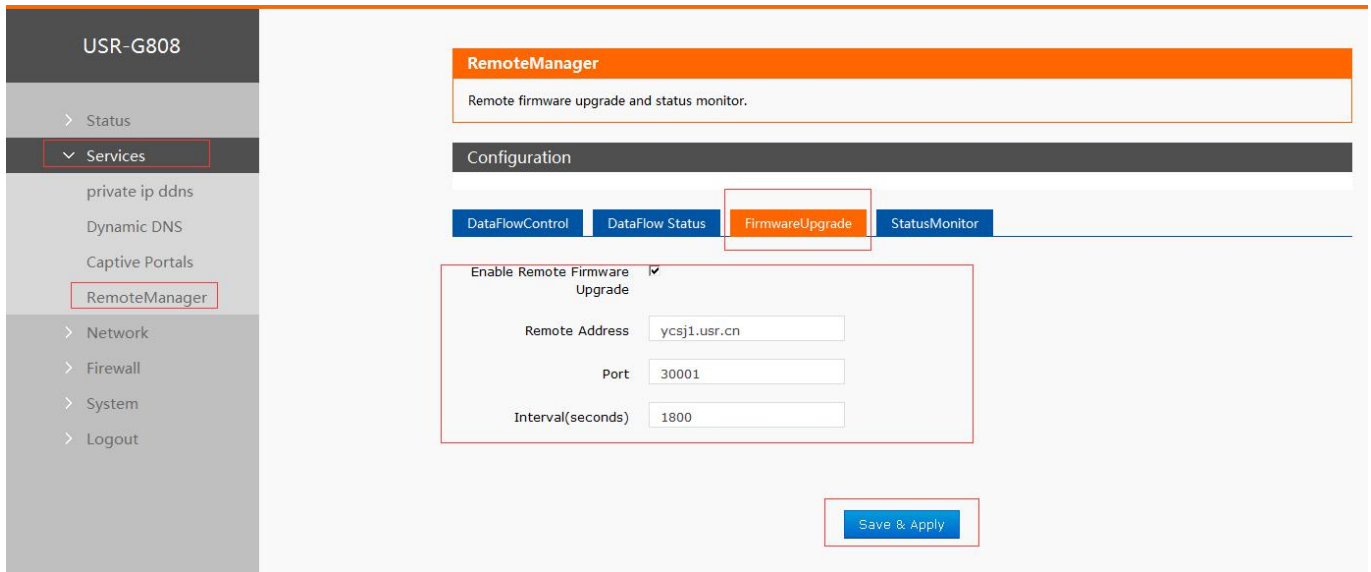 USR-G808
Status
Services
private ip ddns
Dynamic DNS
Captive Portals
RemoteManager
Network
Firewall
System
Logout
RemoteManager
Remote firmware upgrade and status monitor.
Configuration
DataFlowControl DataFlow Status FirmwareUpgrade StatusMonitor
Enable Remote Firmware
Upgrade
Remote Address ycsj1.usr.cn
Port 30001
Interval(seconds) 1800
Save & Apply